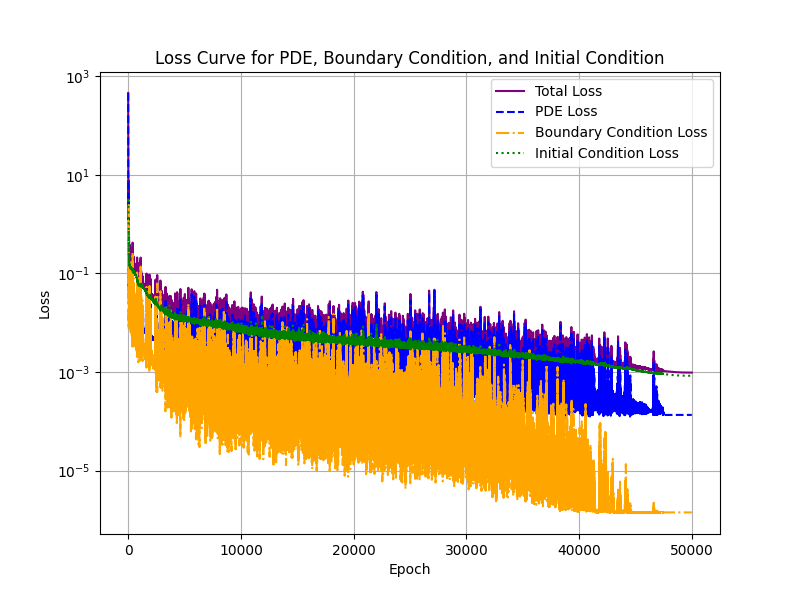 Loss Curve for PDE, Boundary Condition, and Initial Condition
Total Loss
PDE Loss
Boundary Condition Loss
Initial Condition Loss
10³
10¹
10⁻¹
10⁻³
10⁻⁵
Loss
0 10000 20000 30000 40000 50000
Epoch